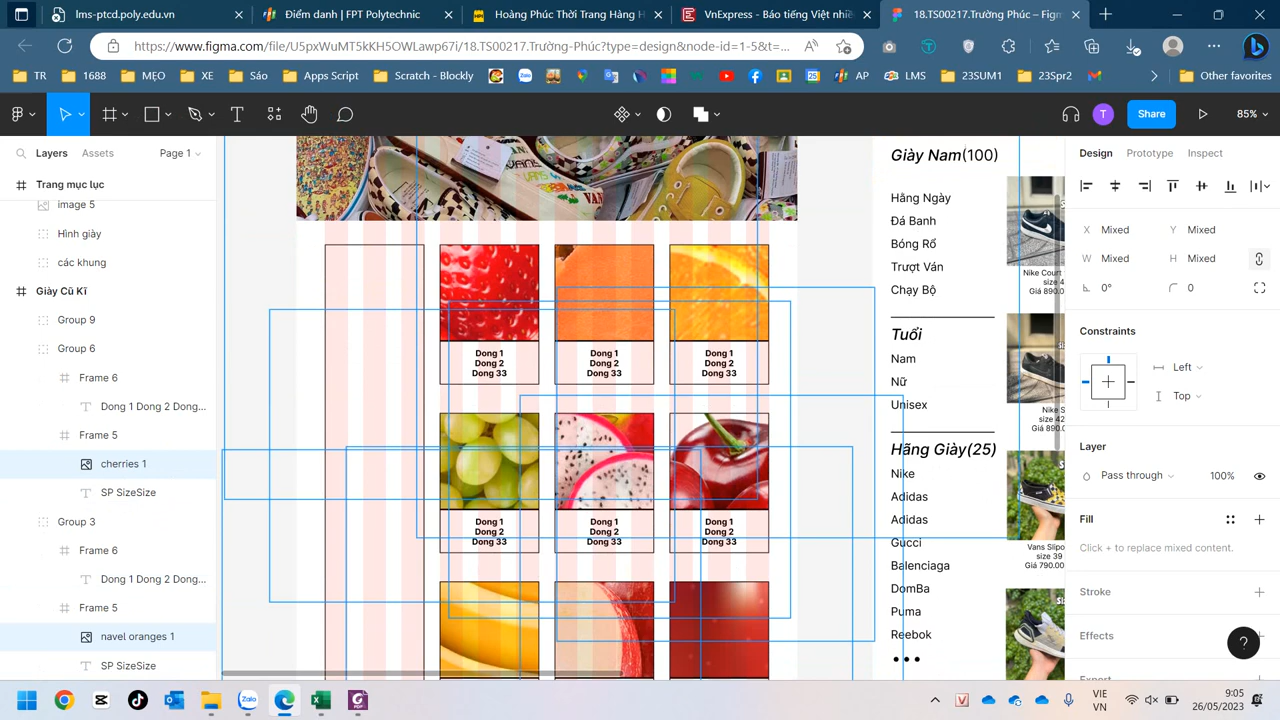 lms-ptcd.poly.edu.vn
Điểm danh | FPT Polytechnic
Hoàng Phúc Thời Trang Hàng H
VnExpress - Báo tiếng Việt nhiề
18.TS00217.Trường Phúc – Figm
https://www.figma.com/file/U5pxWuMT5kKH5OWLawp67i/18.TS00217.Trường-Phúc?type=design&node-id=1-5&t=...
TR
1688
MẸO
XE
Sáo
Apps Script
Scratch - Blockly
AP
LMS
23SUM1
23Spr2
Other favorites
T
Share
85%
Layers
Assets
Page 1
Trang mục lục
image 5
Hình giày
các khung
Giày Cũ Kĩ
Group 9
Group 6
Frame 6
Dong 1 Dong 2 Dong...
Frame 5
cherries 1
SP SizeSize
Group 3
Frame 6
Dong 1 Dong 2 Dong...
Frame 5
navel oranges 1
SP SizeSize
VANS
Dong 1
Dong 2
Dong 33
Dong 1
Dong 2
Dong 33
Dong 1
Dong 2
Dong 33
Dong 1
Dong 2
Dong 33
Dong 1
Dong 2
Dong 33
Dong 1
Dong 2
Dong 33
Giày Nam(100)
Hằng Ngày
Đá Banh
Bóng Rổ
Trượt Ván
Chạy Bộ
Tuổi
Nam
Nữ
Unisex
Hãng Giày(25)
Nike
Adidas
Adidas
Gucci
Balenciaga
DomBa
Puma
Reebok
Nike Court
size 4
Giá 890.0
Nike S
size 42
Giá 890.0
Vans Slipo
size 39
Giá 790.00
Design
Prototype
Inspect
X Mixed
Y Mixed
W Mixed
H Mixed
0°
0
Constraints
Left
Top
Layer
Pass through
100%
Fill
Click + to replace mixed content.
Stroke
Effects
Export
?
VIE
VN
9:05
26/05/2023